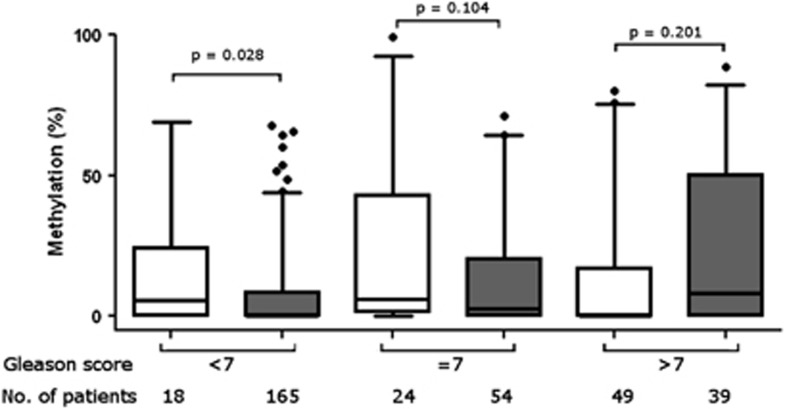 p = 0.104
p = 0.201
p = 0.028
100
50
0
Methylation (%)
Gleason score <7 =7 >7
No. of patients 18 165 24 54 49 39